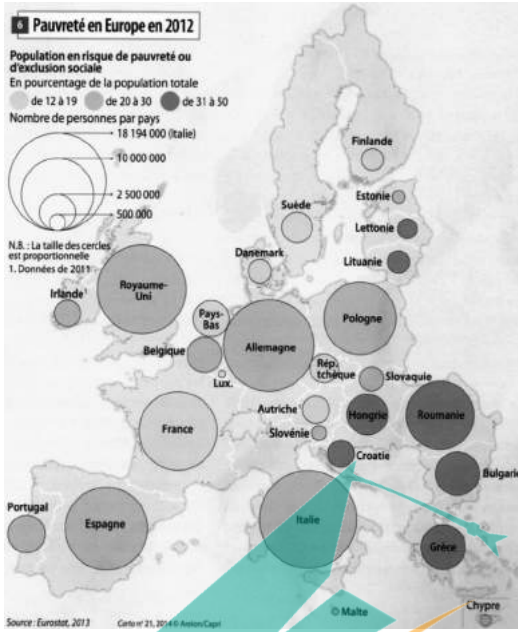 6 Pauvreté en Europe en 2012
Population en risque de pauvreté ou
d'exclusion sociale
En pourcentage de la population totale
de 12 à 19
de 20 à 30
de 31 à 50
Nombre de personnes par pays
18 194 000 (Italie)
10 000 000
2 500 000
500 000
N.B. : La taille des cercles
est proportionnelle
1. Données de 2011
Finlande
Estonie
Suède
Lettonie
Danemark
Lituanie
Irlande¹
Royaume-
Uni
Pays-
Bas
Pologne
Belgique
Allemagne
Rép.
tchèque
Lux.
Slovaquie
Autriche¹
Hongrie
Roumanie
France
Slovénie
Croatie
Bulgarie
Portugal
Espagne
Italie
Grèce
© Malte
Chypre
Source : Eurostat, 2013
Carto n° 21, 2014 © Areion/Capri